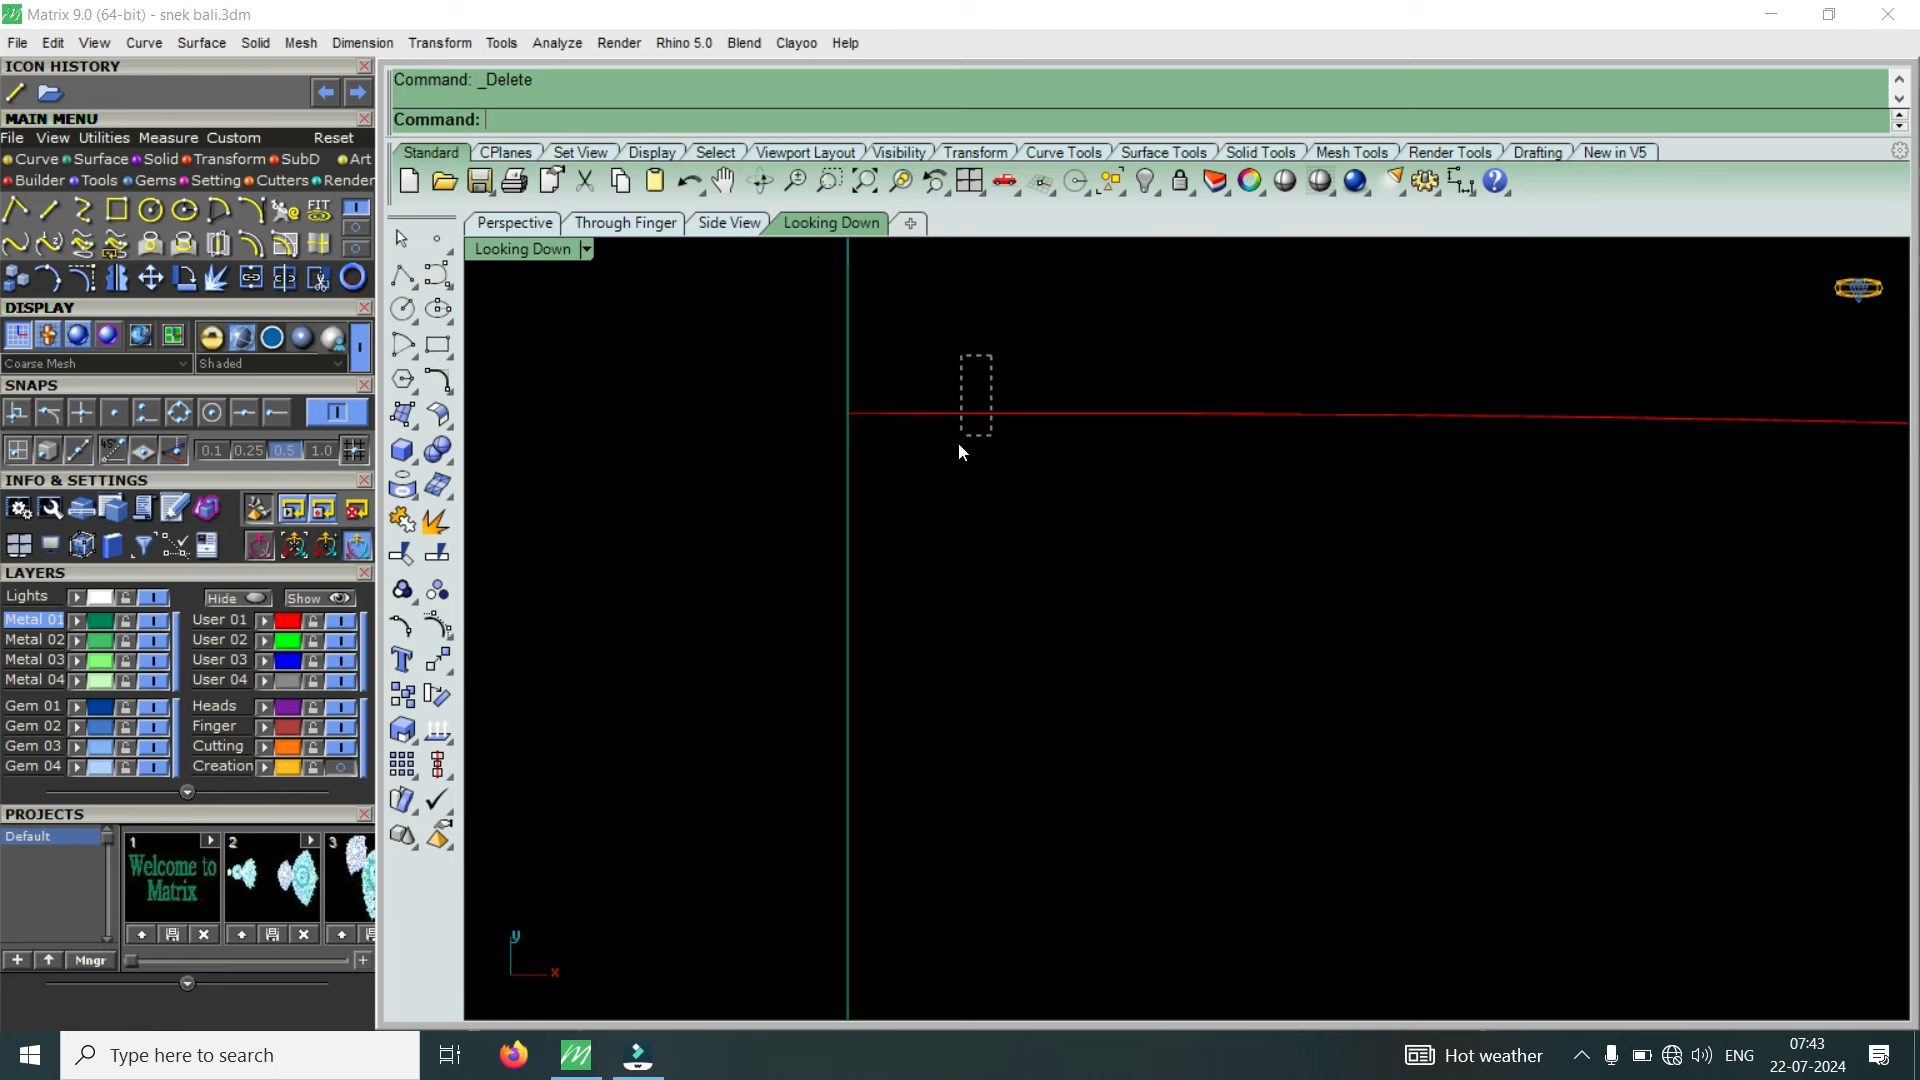 Matrix 9.0 (64-bit) - snek bali.3dm
File Edit View Curve Surface Solid Mesh Dimension Transform Tools Analyze Render Rhino 5.0 Blend Clayoo Help
ICON HISTORY
MAIN MENU
File View Utilities Measure Custom Reset
Curve Surface Solid Transform SubD Art
Builder Tools Gems Setting Cutters Render
FIT
DISPLAY
Coarse Mesh Shaded
SNAPS
0.1 0.25 0.5 1.0
INFO & SETTINGS
LAYERS
Lights Hide Show
Metal 01 User 01
Metal 02 User 02
Metal 03 User 03
Metal 04 User 04
Gem 01 Heads
Gem 02 Finger
Gem 03 Cutting
Gem 04 Creation
PROJECTS
Default
1 2 3
Welcome to
Matrix
Mngr
Command: _Delete
Command:
Standard CPlanes Set View Display Select Viewport Layout Visibility Transform Curve Tools Surface Tools Solid Tools Mesh Tools Render Tools Drafting New in V5
Perspective Through Finger Side View Looking Down
Looking Down
y
x
Type here to search
Hot weather
ENG
07:43
22-07-2024